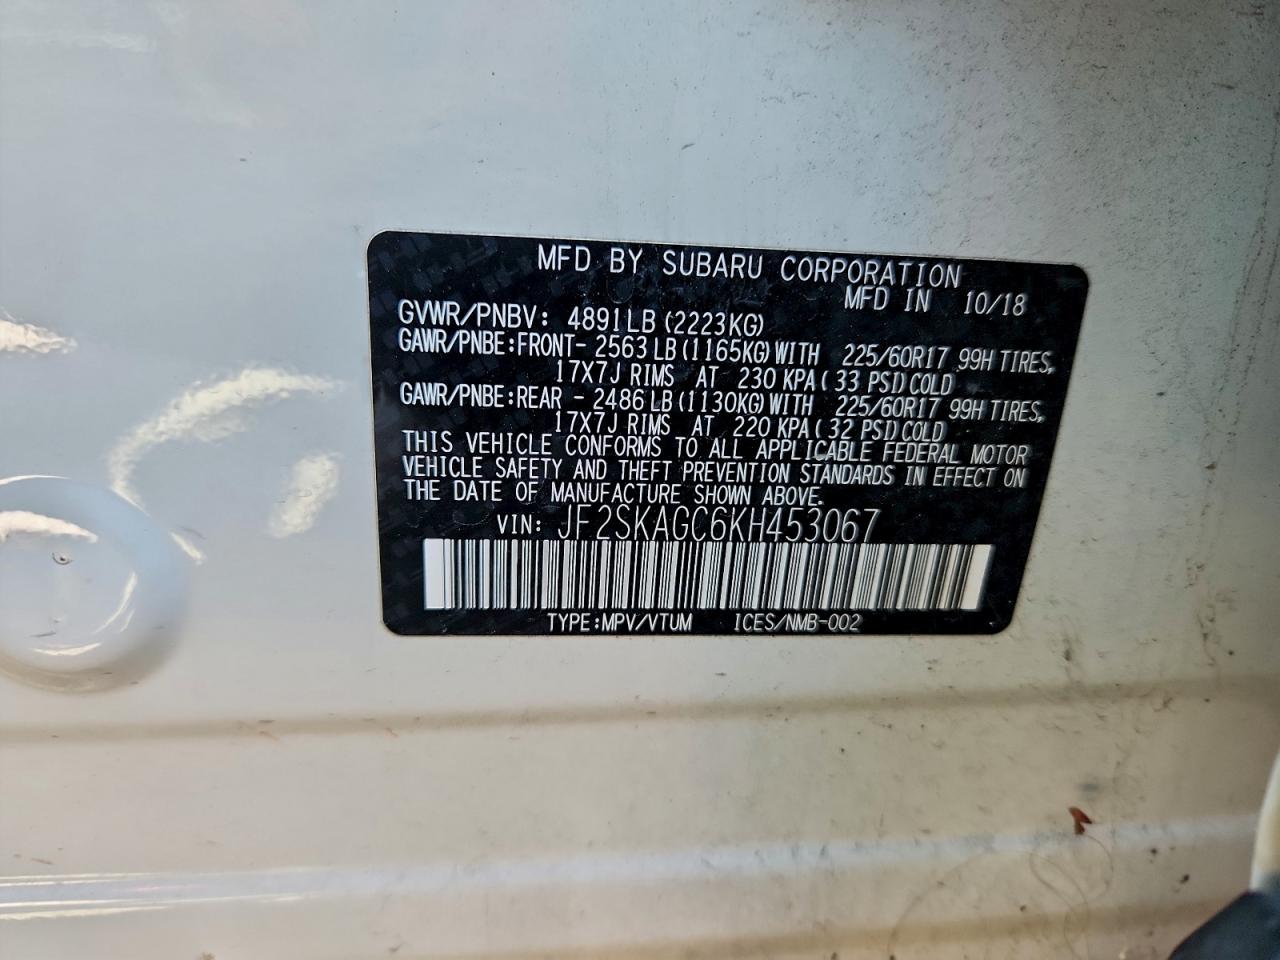 MFD BY SUBARU CORPORATION
MFD IN 10/18
GVWR/PNBV: 4891LB (2223KG)
GAWR/PNBE:FRONT- 2563LB(1165KG)WITH 225/60R17 99H TIRES,
17X7J RIMS AT 230 KPA( 33 PSI)COLD
GAWR/PNBE:REAR - 2486LB(1130KG)WITH 225/60R17 99H TIRES,
17X7J RIMS AT 220 KPA( 32 PSI)COLD
THIS VEHICLE CONFORMS TO ALL APPLICABLE FEDERAL MOTOR
VEHICLE SAFETY AND THEFT PREVENTION STANDARDS IN EFFECT ON
THE DATE OF MANUFACTURE SHOWN ABOVE.
VIN: JF2SKAGC6KH453067
TYPE:MPV/VTUM ICES/NMB-002